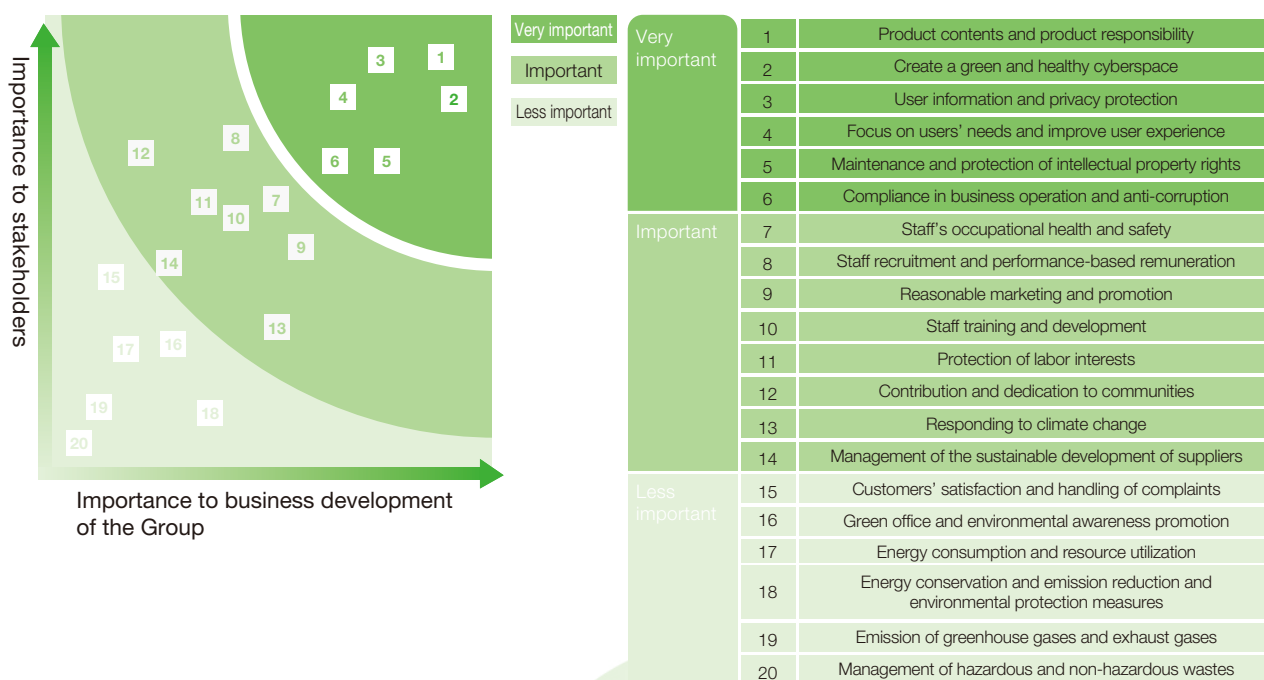 Importance to stakeholders
3
1
4
2
8
12
6
5
11
7
10
9
14
15
13
17
16
19
18
20
Importance to business development
of the Group
Very important
Important
Less important
Very
important
1 Product contents and product responsibility
2 Create a green and healthy cyberspace
3 User information and privacy protection
4 Focus on users’ needs and improve user experience
5 Maintenance and protection of intellectual property rights
6 Compliance in business operation and anti-corruption
Important
7 Staff’s occupational health and safety
8 Staff recruitment and performance-based remuneration
9 Reasonable marketing and promotion
10 Staff training and development
11 Protection of labor interests
12 Contribution and dedication to communities
13 Responding to climate change
14 Management of the sustainable development of suppliers
Less
important
15 Customers’ satisfaction and handling of complaints
16 Green office and environmental awareness promotion
17 Energy consumption and resource utilization
18 Energy conservation and emission reduction and
environmental protection measures
19 Emission of greenhouse gases and exhaust gases
20 Management of hazardous and non-hazardous wastes